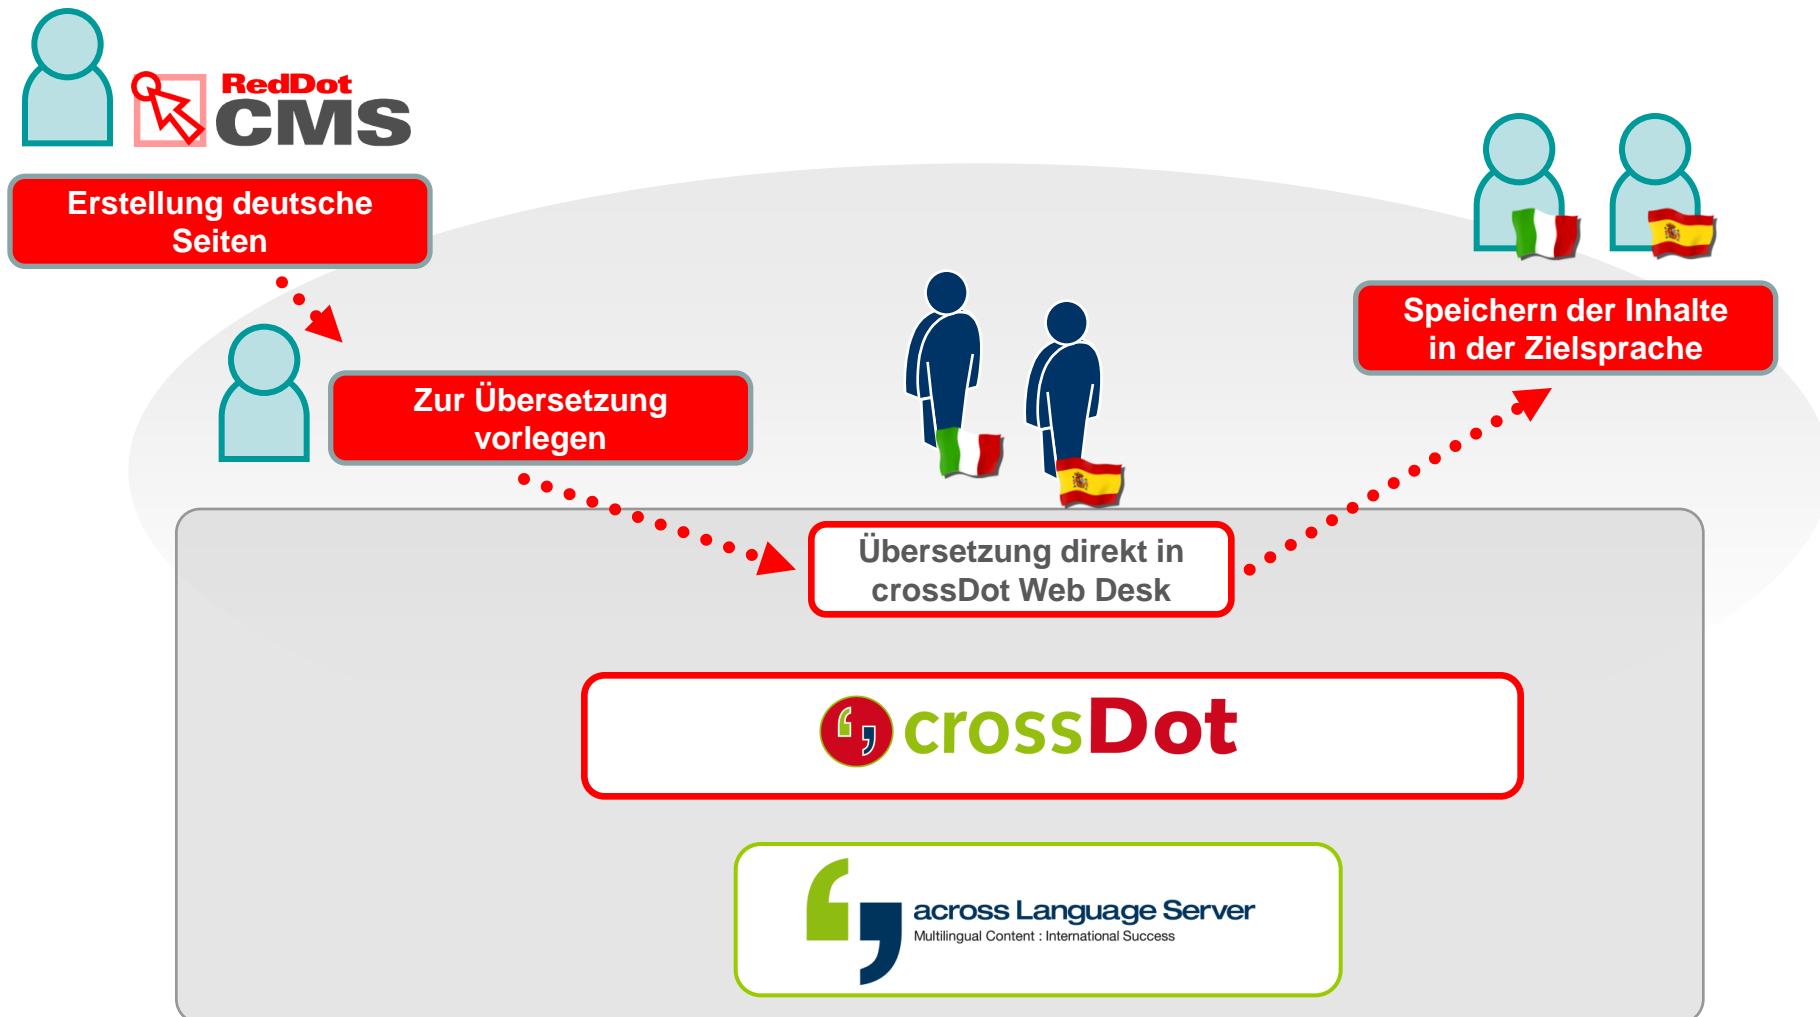 RedDot
CMS
Erstellung deutsche
Seiten
Zur Übersetzung
vorlegen
Speichern der Inhalte
in der Zielsprache
Übersetzung direkt in
crossDot Web Desk
crossDot
across Language Server
Multilingual Content : International Success